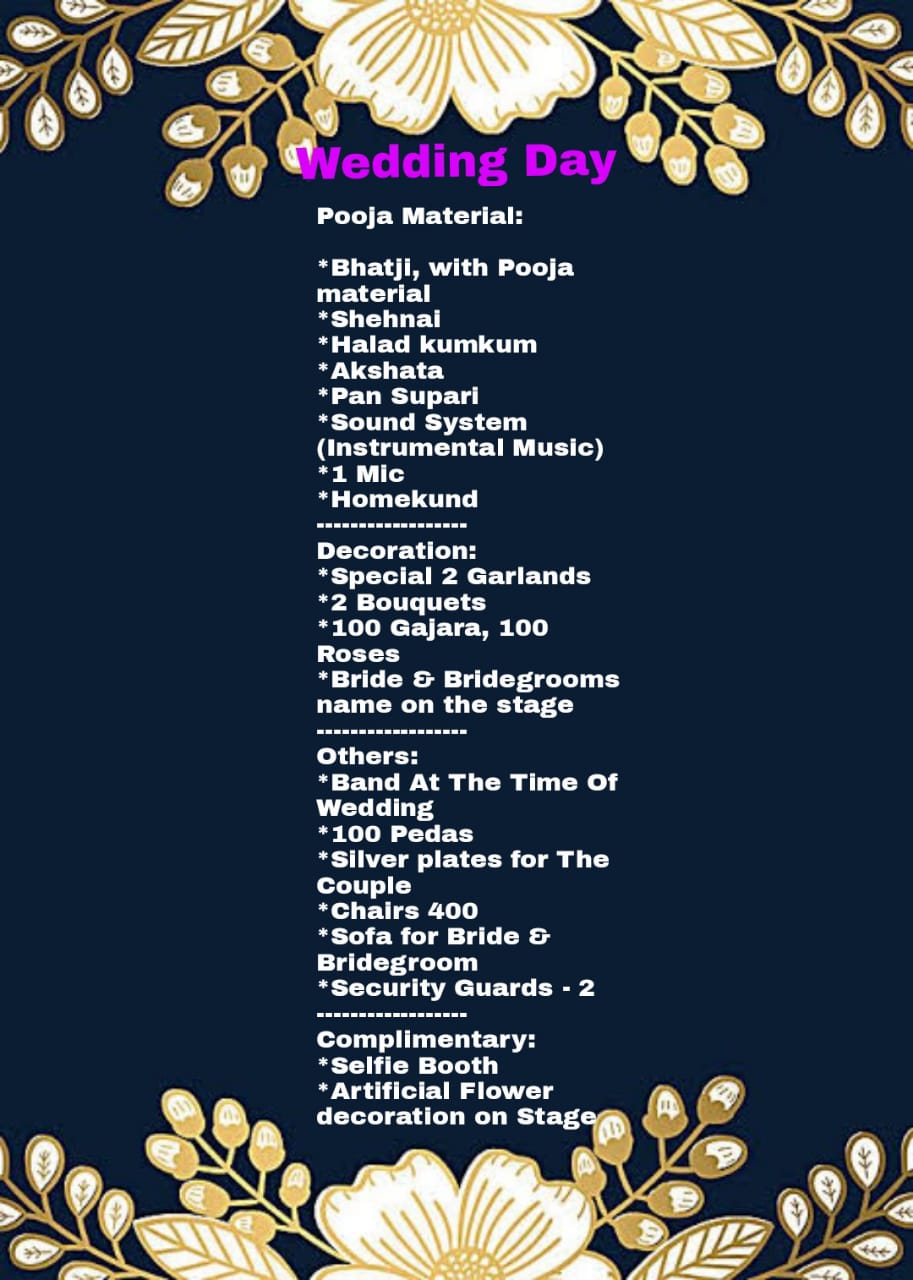 Wedding Day
Pooja Material:
*Bhatji, with Pooja
material
*Shehnai
*Halad kumkum
*Akshata
*Pan Supari
*Sound System
(Instrumental Music)
*1 Mic
*Homekund
------------------
Decoration:
*Special 2 Garlands
*2 Bouquets
*100 Gajara, 100
Roses
*Bride & Bridegrooms
name on the stage
------------------
Others:
*Band At The Time Of
Wedding
*100 Pedas
*Silver plates for The
Couple
*Chairs 400
*Sofa for Bride &
Bridegroom
*Security Guards - 2
------------------
Complimentary:
*Selfie Booth
*Artificial Flower
decoration on Stage